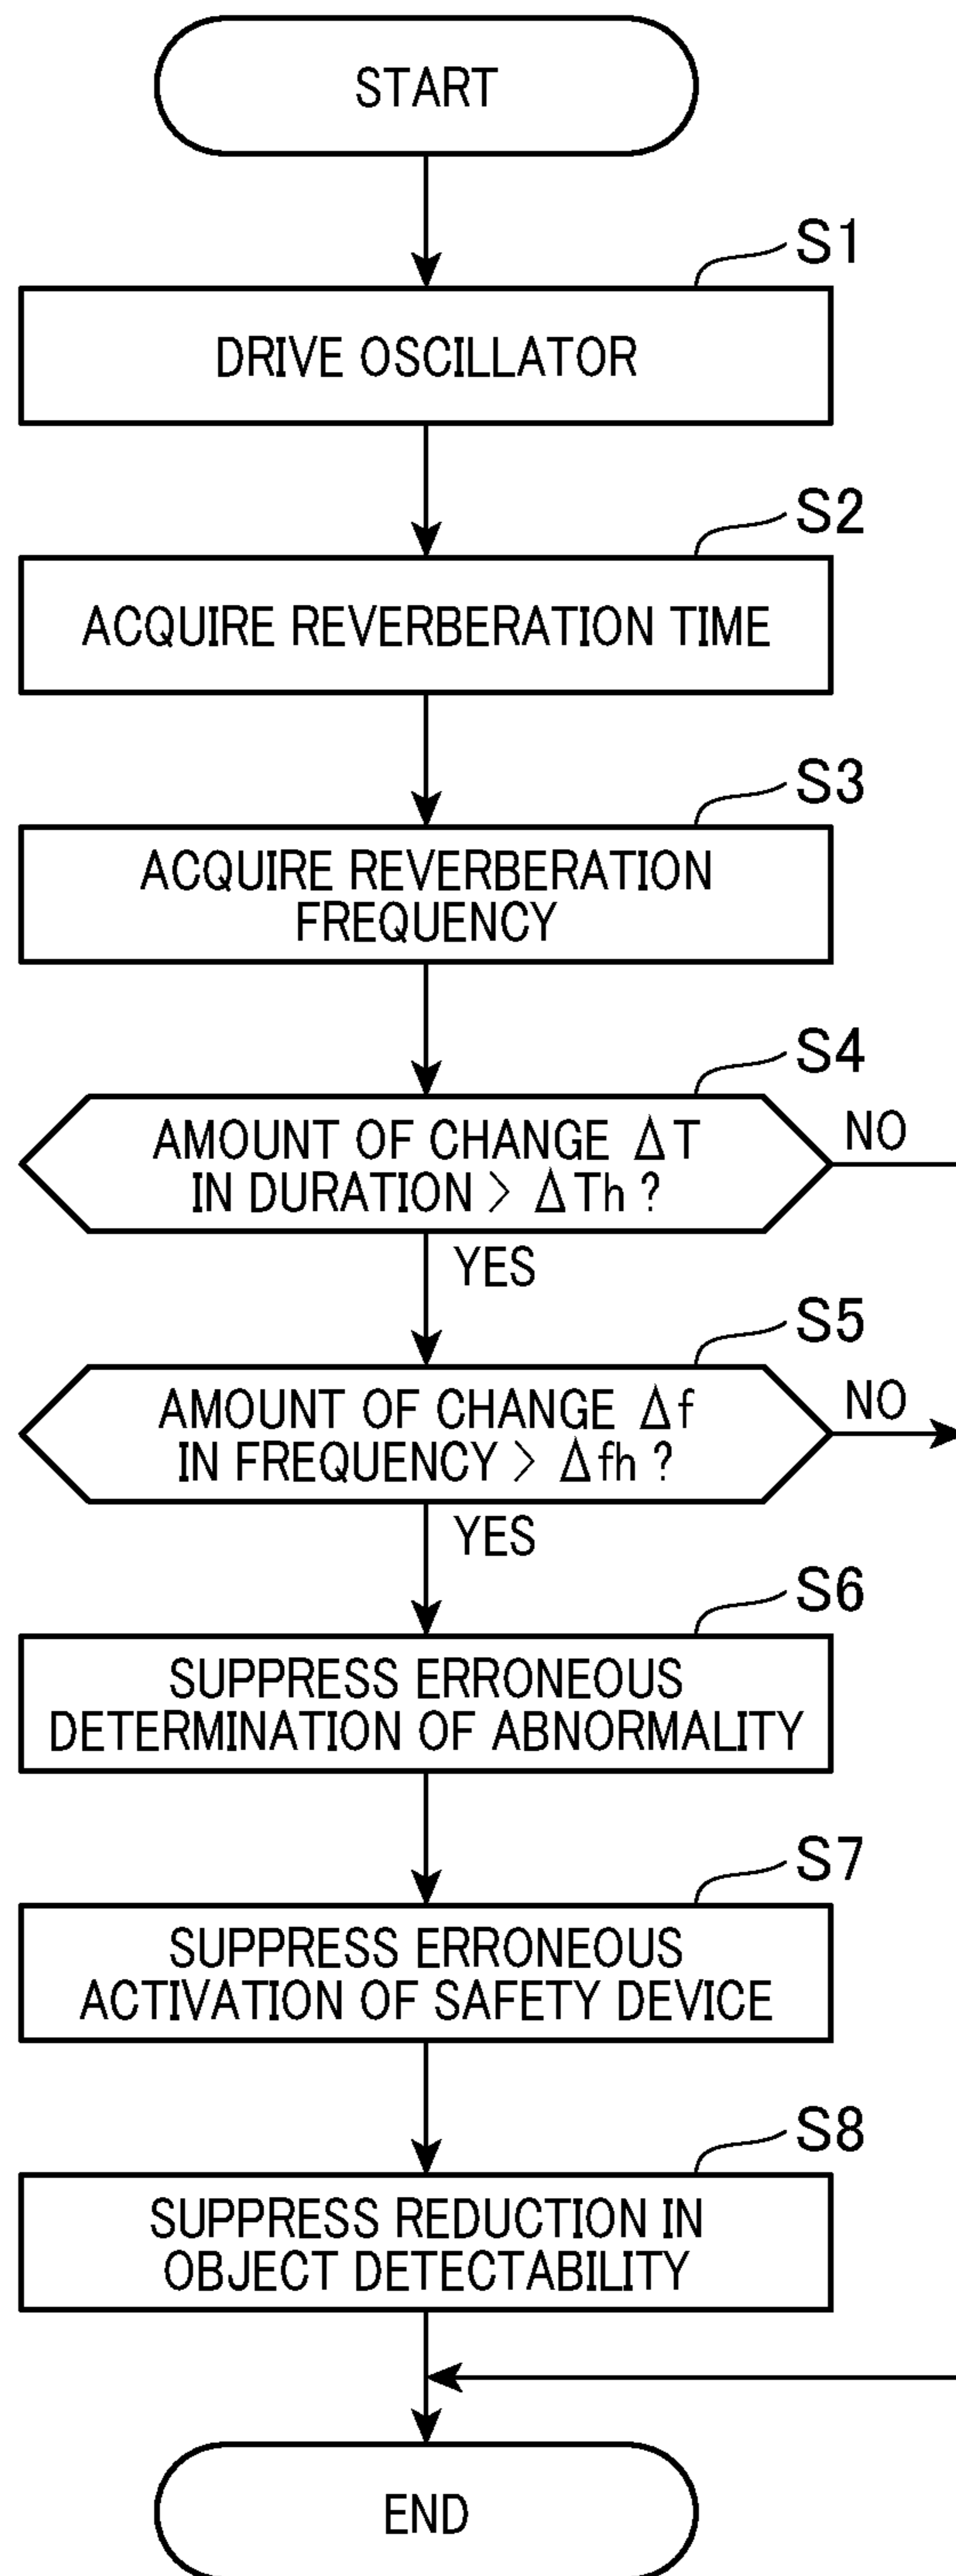 START
S1
DRIVE OSCILLATOR
S2
ACQUIRE REVERBERATION TIME
S3
ACQUIRE REVERBERATION
FREQUENCY
S4
AMOUNT OF CHANGE ΔT
IN DURATION > ΔTh ?
NO
YES
S5
AMOUNT OF CHANGE Δf
IN FREQUENCY > Δfh ?
NO
YES
S6
SUPPRESS ERRONEOUS
DETERMINATION OF ABNORMALITY
S7
SUPPRESS ERRONEOUS
ACTIVATION OF SAFETY DEVICE
S8
SUPPRESS REDUCTION IN
OBJECT DETECTABILITY
END